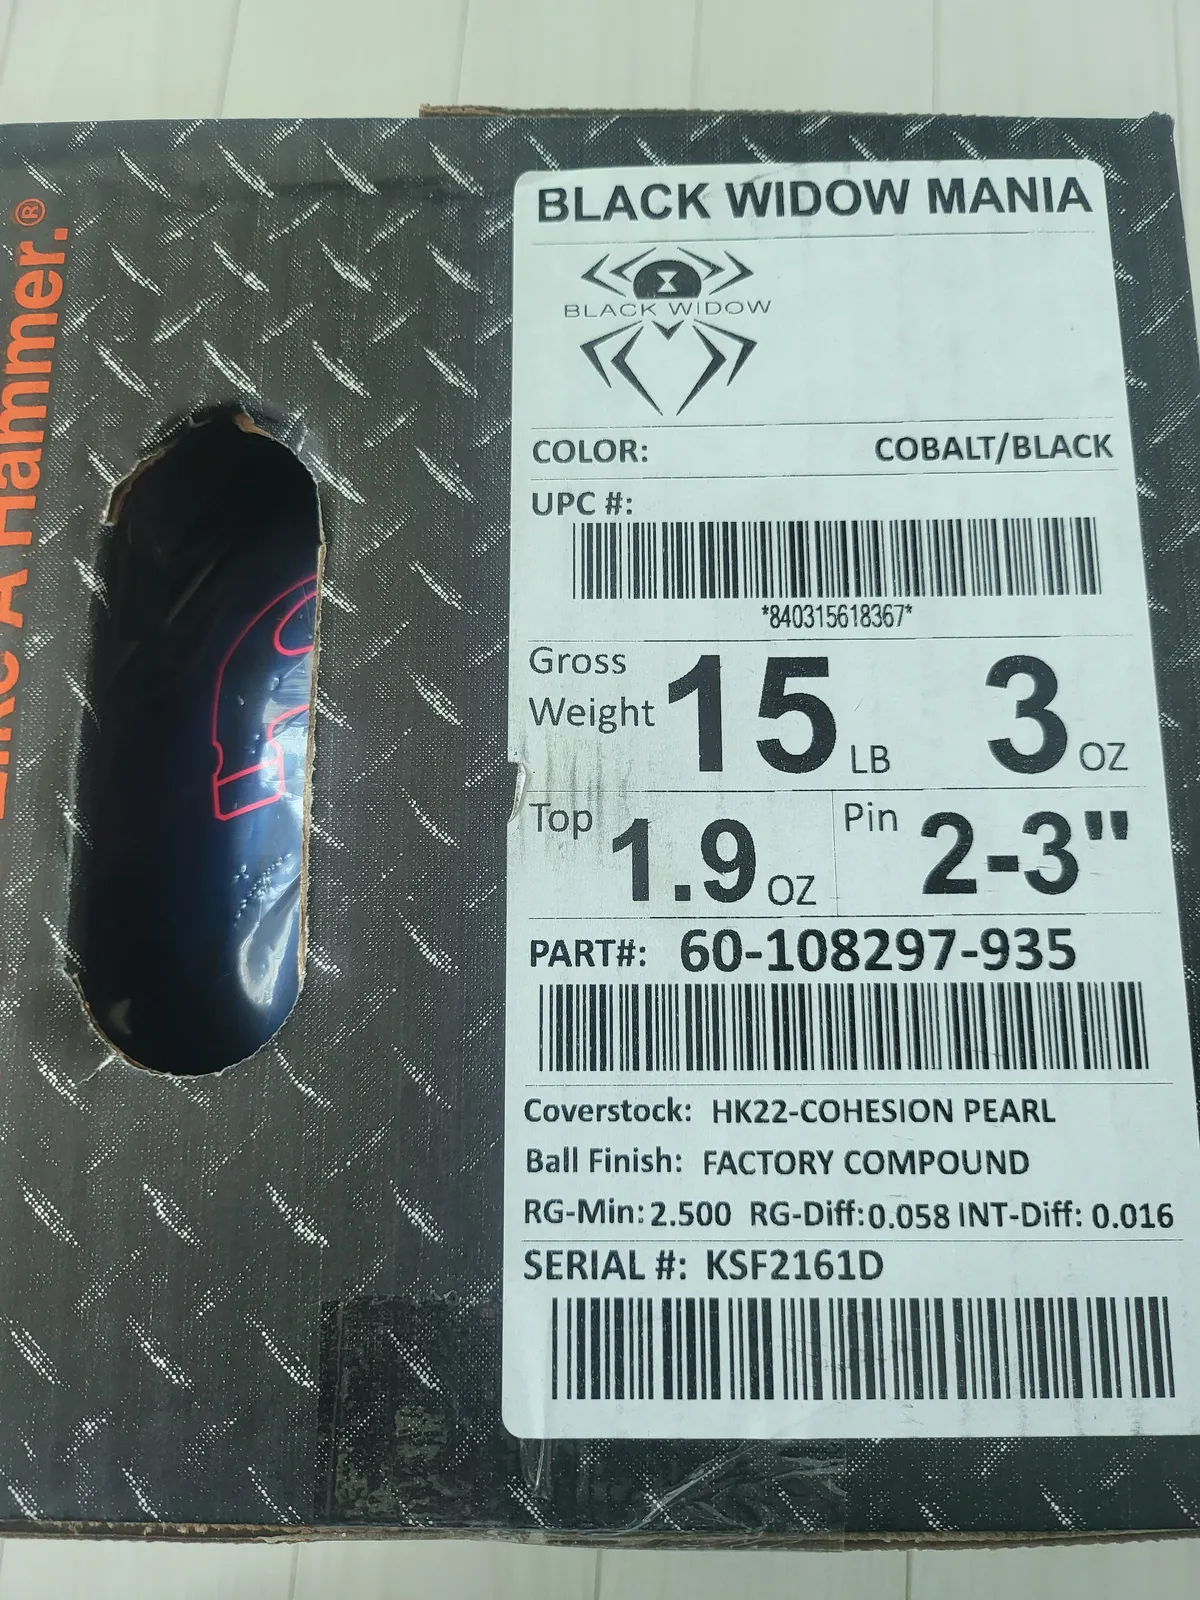 Like A Hammer.®
BLACK WIDOW MANIA
BLACK WIDOW
COLOR: COBALT/BLACK
UPC #:
*840315618367*
Gross Weight 15 LB 3 OZ
Top 1.9 OZ Pin 2-3"
PART#: 60-108297-935
Coverstock: HK22-COHESION PEARL
Ball Finish: FACTORY COMPOUND
RG-Min: 2.500 RG-Diff: 0.058 INT-Diff: 0.016
SERIAL #: KSF2161D